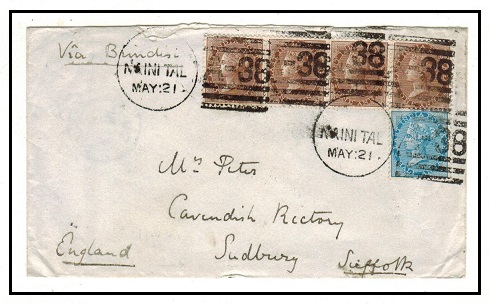 Via Brindisi
NAINI TAL
MAY:21.
38
38
38
38
NAINI TAL
MAY:21.
38
Mrs Peter
Cavendish Rectory
Sudbury
England
Suffolk